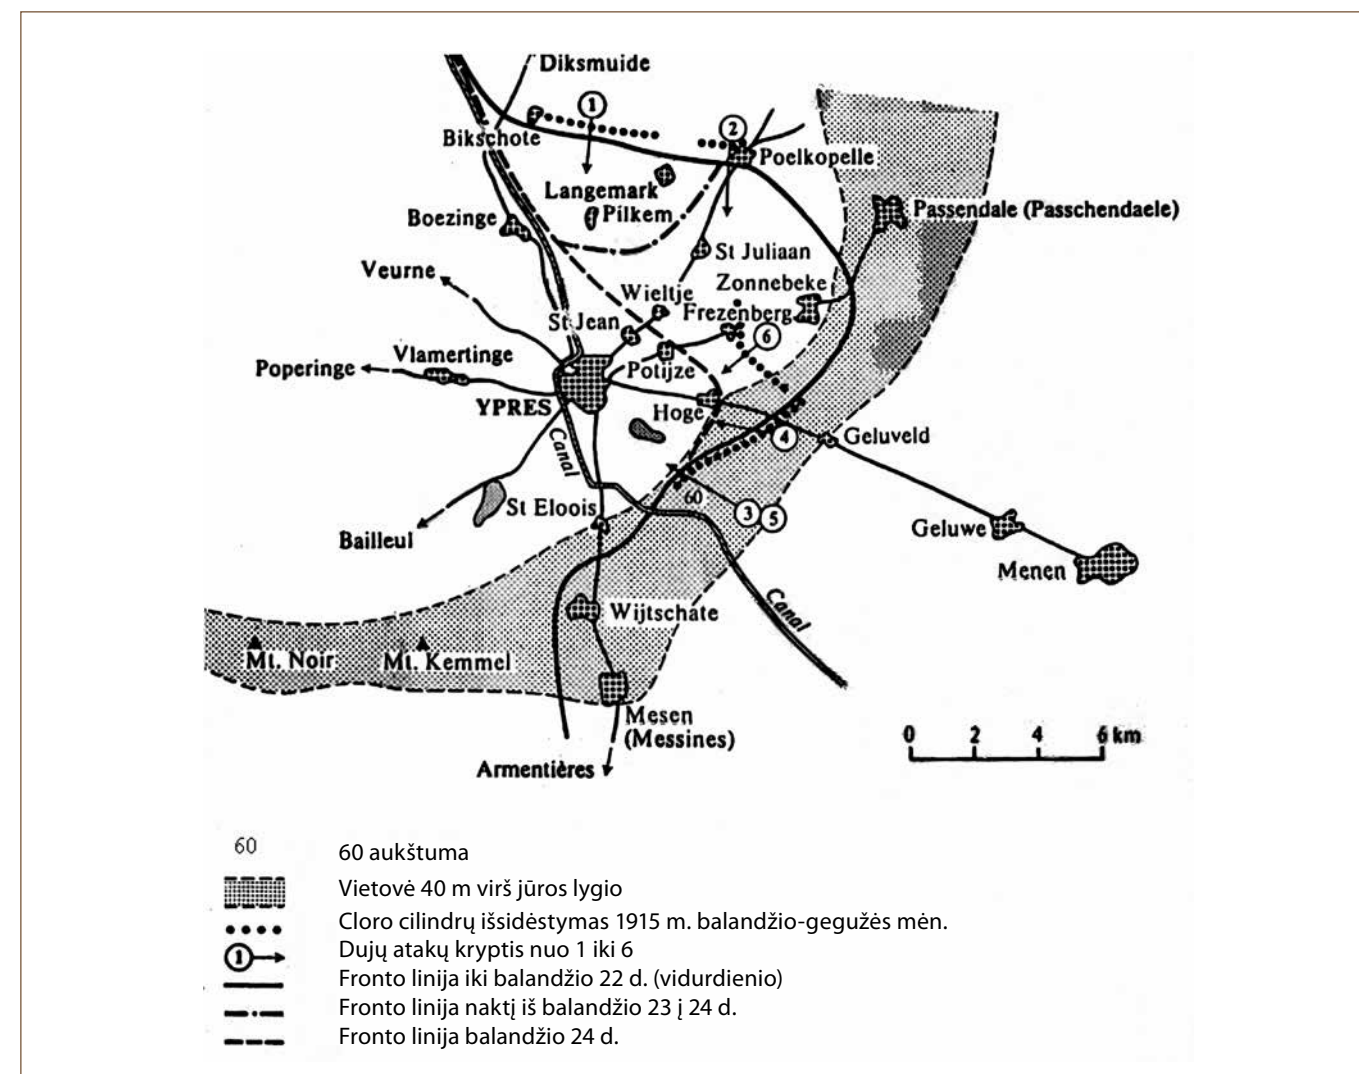 Diksmuide
1
2
Bikschote
Poelkopelle
Langemark
Passendale (Passchendaele)
Boezinge
Pilkem
St Juliaan
Veurne
Zonnebeke
Wieltje
Frezenberg
St Jean
6
Vlamertinge
Poperinge
Potijze
YPRES
Hoge
4
Geluveld
Canal
60
St Eloois
3
5
Geluwe
Bailleul
Menen
Canal
Wijtschate
Mt. Noir
Mt. Kemmel
Mesen
(Messines)
0 2 4 6 km
Armentières
60 60 aukštuma
Vietovė 40 m virš jūros lygio
Cloro cilindrų išsidėstymas 1915 m. balandžio-gegužės mėn.
1 Dujų atakų kryptis nuo 1 iki 6
Fronto linija iki balandžio 22 d. (vidurdienio)
Fronto linija naktį iš balandžio 23 į 24 d.
Fronto linija balandžio 24 d.